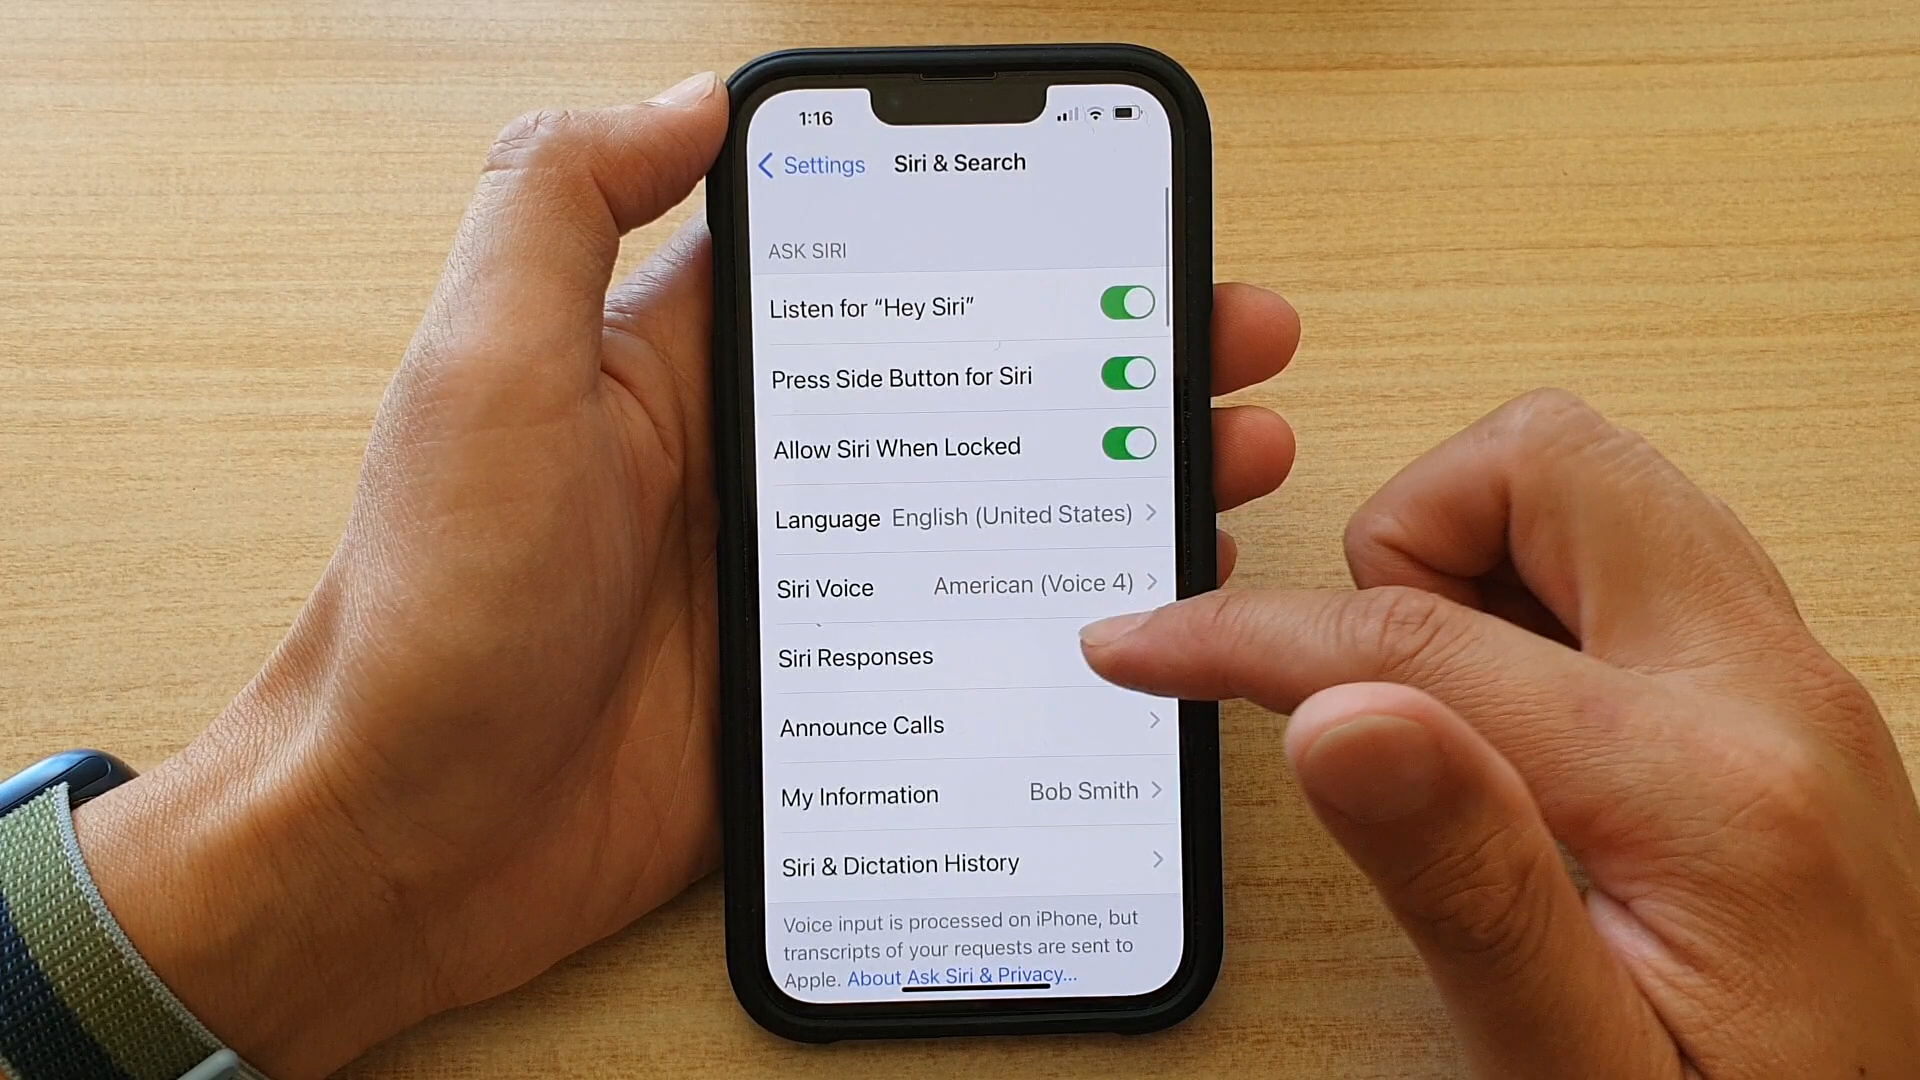 1:16
Settings Siri & Search
ASK SIRI
Listen for “Hey Siri”
Press Side Button for Siri
Allow Siri When Locked
Language English (United States)
Siri Voice American (Voice 4)
Siri Responses
Announce Calls
My Information Bob Smith
Siri & Dictation History
Voice input is processed on iPhone, but
transcripts of your requests are sent to
Apple. About Ask Siri & Privacy...